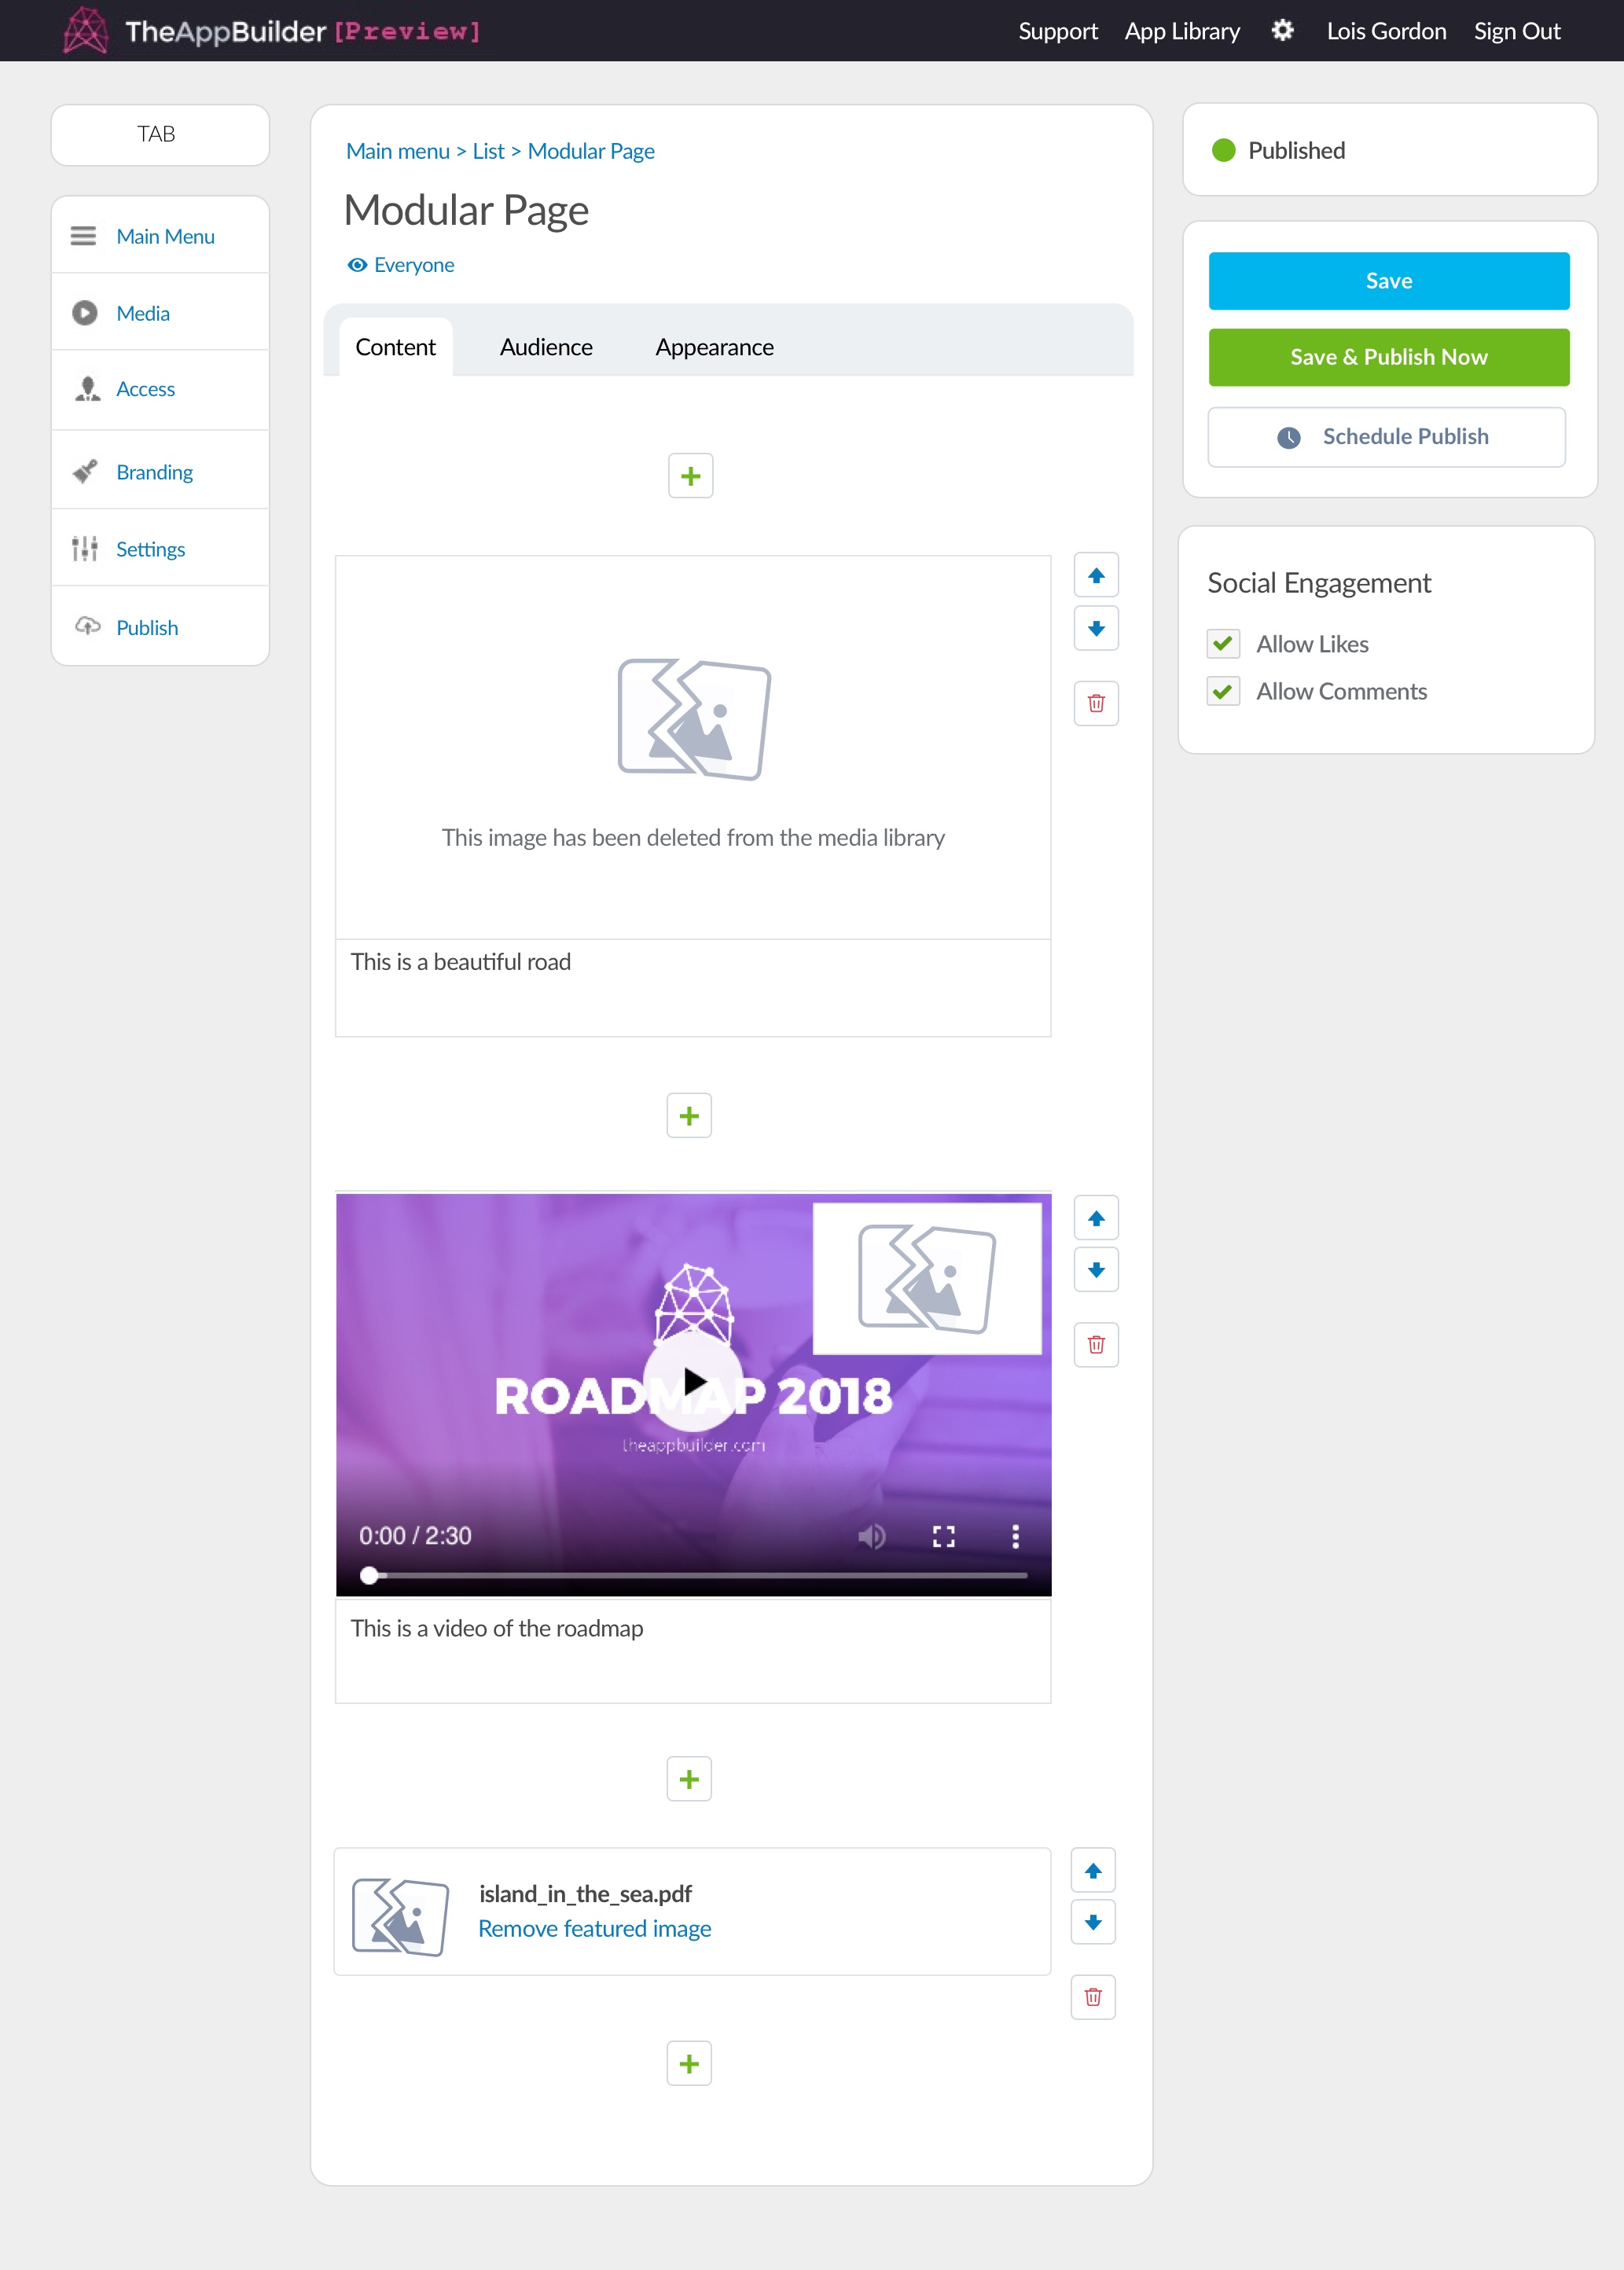 TheAppBuilder [Preview]
Support App Library Lois Gordon Sign Out
TAB
Main Menu
Media
Access
Branding
Settings
Publish
Main menu > List > Modular Page
Modular Page
Everyone
Content Audience Appearance
This image has been deleted from the media library
This is a beautiful road
ROADMAP 2018
theappbuilder.com
0:00 / 2:30
This is a video of the roadmap
island_in_the_sea.pdf
Remove featured image
Published
Save
Save & Publish Now
Schedule Publish
Social Engagement
Allow Likes
Allow Comments